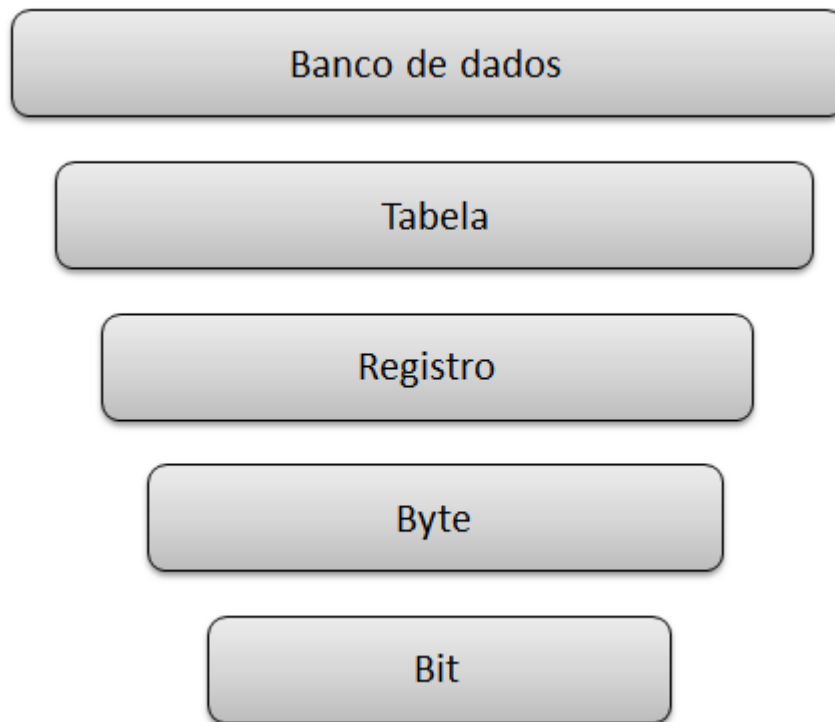 Banco de dados
Tabela
Registro
Byte
Bit